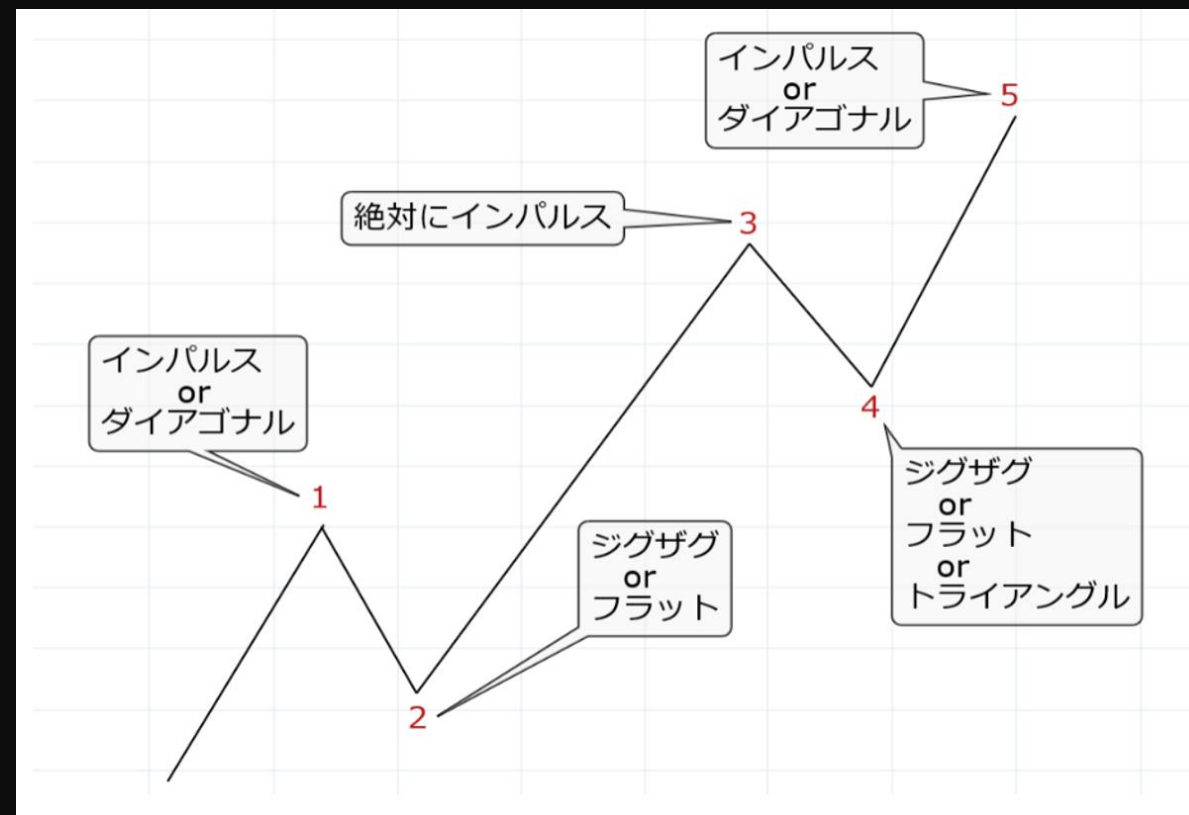 インパルス
or
ダイアゴナル
5
絶対にインパルス
3
インパルス
or
ダイアゴナル
1
4
ジグザグ
or
フラット
or
トライアングル
ジグザグ
or
フラット
2